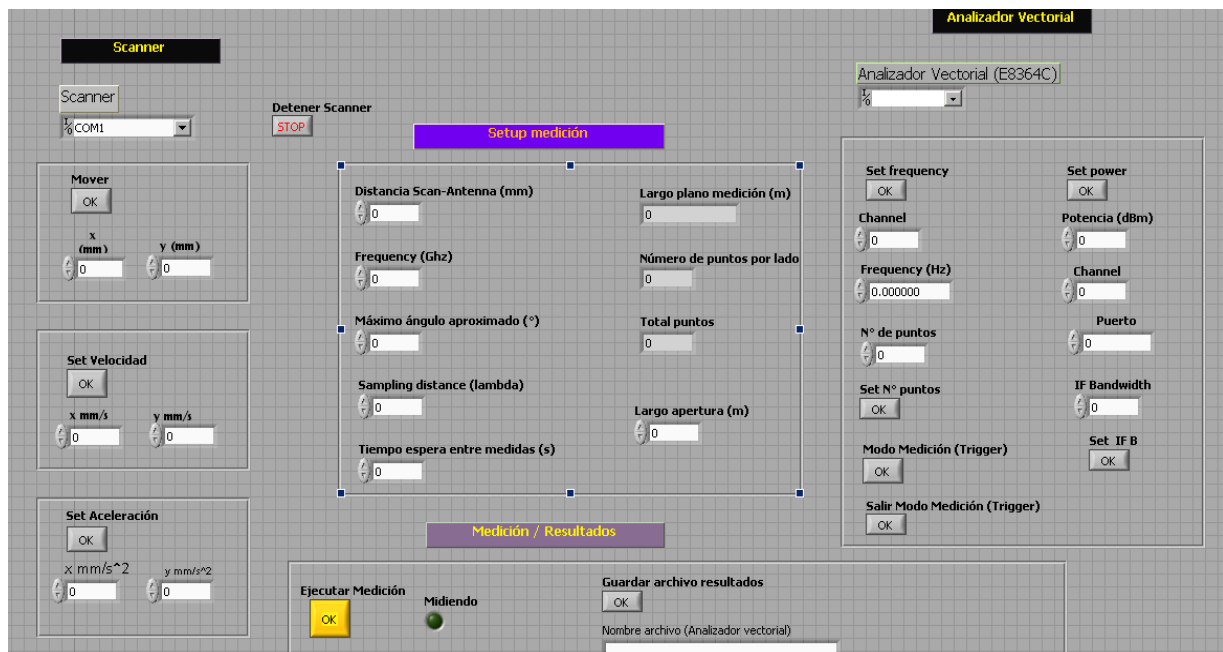 Analizador Vectorial
Scanner
Analizador Vectorial (E8364C)
Scanner
COM1
Detener Scanner
STOP
Setup medición
Mover
OK
x
(mm)
y (mm)
0
0
Set Velocidad
OK
x mm/s
y mm/s
0
0
Set Aceleración
OK
x mm/s^2
y mm/s^2
0
0
Distancia Scan-Antenna (mm)
0
Frequency (Ghz)
0
Máximo ángulo aproximado (°)
0
Sampling distance (lambda)
0
Tiempo espera entre medidas (s)
0
Largo plano medición (m)
0
Número de puntos por lado
0
Total puntos
0
Largo apertura (m)
0
Set frequency
OK
Channel
0
Frequency (Hz)
0.000000
N° de puntos
0
Set N° puntos
OK
Modo Medición (Trigger)
OK
Salir Modo Medición (Trigger)
OK
Set power
OK
Potencia (dBm)
0
Channel
0
Puerto
0
IF Bandwidth
0
Set IF B
OK
Medición / Resultados
Ejecutar Medición
OK
Midiendo
Guardar archivo resultados
OK
Nombre archivo (Analizador vectorial)